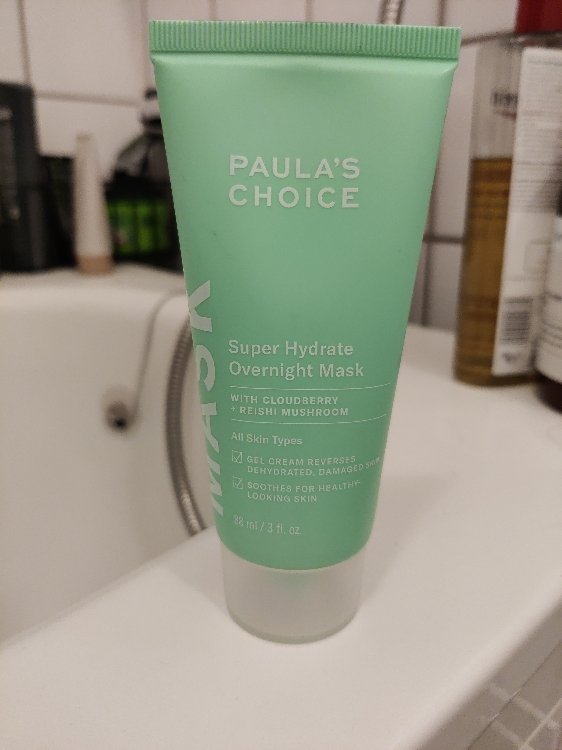 PAULA'S
CHOICE
MASK
Super Hydrate
Overnight Mask
WITH CLOUDBERRY
+ REISHI MUSHROOM
All Skin Types
GEL CREAM REVERSES
DEHYDRATED, DAMAGED SKIN
SOOTHES FOR HEALTHY-
LOOKING SKIN
88 ml / 3 fl. oz.